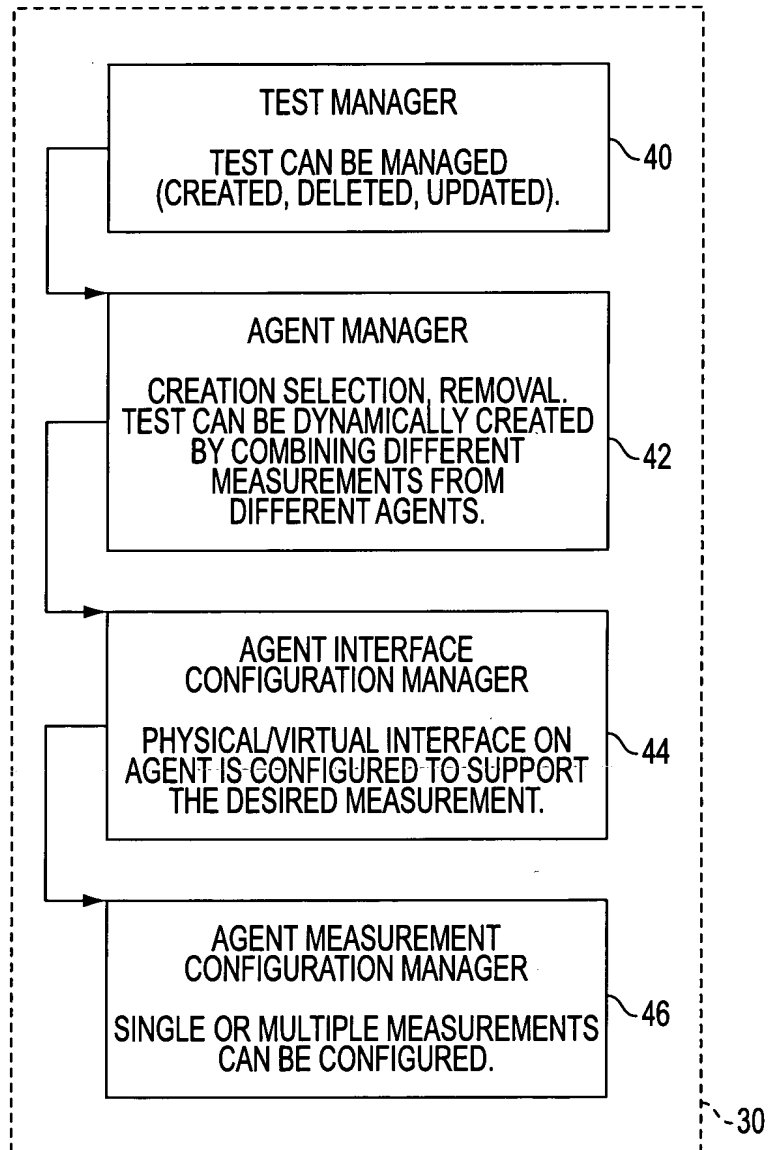 TEST MANAGER
TEST CAN BE MANAGED
(CREATED, DELETED, UPDATED).
40
AGENT MANAGER
CREATION SELECTION, REMOVAL.
TEST CAN BE DYNAMICALLY CREATED
BY COMBINING DIFFERENT
MEASUREMENTS FROM
DIFFERENT AGENTS.
42
AGENT INTERFACE
CONFIGURATION MANAGER
PHYSICAL/VIRTUAL INTERFACE ON
AGENT IS CONFIGURED TO SUPPORT
THE DESIRED MEASUREMENT.
44
AGENT MEASUREMENT
CONFIGURATION MANAGER
SINGLE OR MULTIPLE MEASUREMENTS
CAN BE CONFIGURED.
46
30